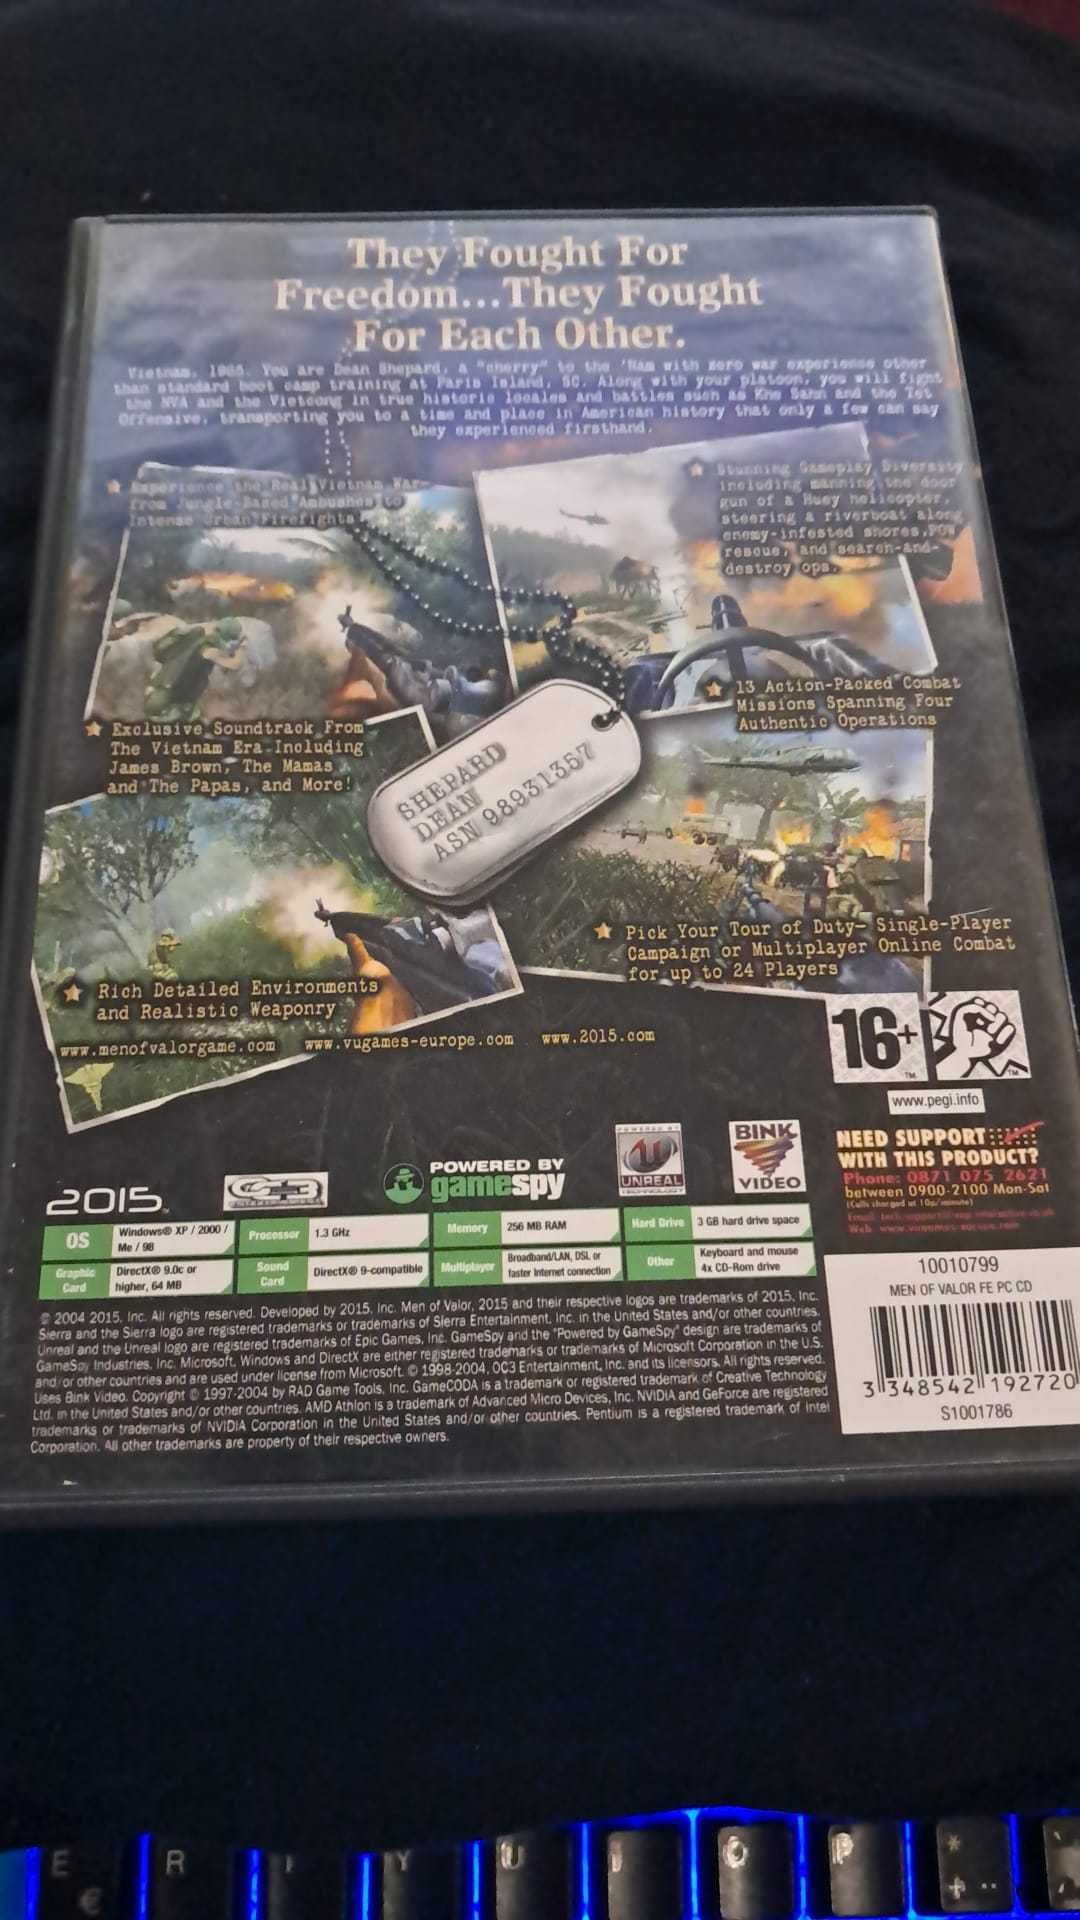 They Fought For
Freedom...They Fought
For Each Other.
Vietnam, 1965. You are Dean Shepard, a "cherry" to the 'Nam with zero war experience other
than standard boot camp training at Paris Island, SC. Along with your platoon, you will fight
the NVA and the Vietcong in true historic locales and battles such as Khe Sahn and the Tet
Offensive, transporting you to a time and place in American history that only a few can say
they experienced firsthand.
Experience the Real Vietnam War-
from Jungle-Based Ambushes to
Intense Urban Firefights
Stunning Gameplay Diversity
including manning the door
gun of a Huey helicopter,
steering a riverboat along
enemy-infested shores, POW
rescue, and search-and-
destroy ops.
13 Action-Packed Combat
Missions Spanning Four
Authentic Operations
Exclusive Soundtrack From
The Vietnam Era-Including
James Brown, The Mamas
and The Papas, and More!
SHEPARD
DEAN
ASN 98931357
Pick Your Tour of Duty- Single-Player
Campaign or Multiplayer Online Combat
for up to 24 Players
Rich Detailed Environments
and Realistic Weaponry
www.menofvalorgame.com www.vugames-europe.com www.2015.com
16+
TM
TM
www.pegi.info
2015
POWERED BY
gamespy
POWERED BY
UNREAL
TECHNOLOGY
BINK
VIDEO
NEED SUPPORT
WITH THIS PRODUCT?
Phone: 0871 075 2621
between 0900-2100 Mon-Sat
(Calls charged at 10p/minute)
Web www.vugames-europe.com
OS Windows® XP / 2000 /
Me / 98
Processor 1.3 GHz
Memory 256 MB RAM
Hard Drive 3 GB hard drive space
Graphic
Card DirectX® 9.0c or
higher, 64 MB
Sound
Card DirectX® 9-compatible
Multiplayer Broadband/LAN, DSL or
faster Internet connection
Other Keyboard and mouse
4x CD-Rom drive
© 2004 2015, Inc. All rights reserved. Developed by 2015, Inc. Men of Valor, 2015 and their respective logos are trademarks of 2015, Inc.
Sierra and the Sierra logo are registered trademarks or trademarks of Sierra Entertainment, Inc. in the United States and/or other countries.
Unreal and the Unreal logo are registered trademarks of Epic Games, Inc. GameSpy and the "Powered by GameSpy" design are trademarks of
GameSpy Industries, Inc. Microsoft, Windows and DirectX are either registered trademarks or trademarks of Microsoft Corporation in the U.S.
and/or other countries and are used under license from Microsoft. © 1998-2004, OC3 Entertainment, Inc. and its licensors. All rights reserved.
Uses Bink Video. Copyright © 1997-2004 by RAD Game Tools, Inc. GameCODA is a trademark or registered trademark of Creative Technology
Ltd. in the United States and/or other countries. AMD Athlon is a trademark of Advanced Micro Devices, Inc. NVIDIA and GeForce are registered
trademarks or trademarks of NVIDIA Corporation in the United States and/or other countries. Pentium is a registered trademark of Intel
Corporation. All other trademarks are property of their respective owners.
10010799
MEN OF VALOR FE PC CD
3 348542 192720
S1001786
E R Y U O P * +
€